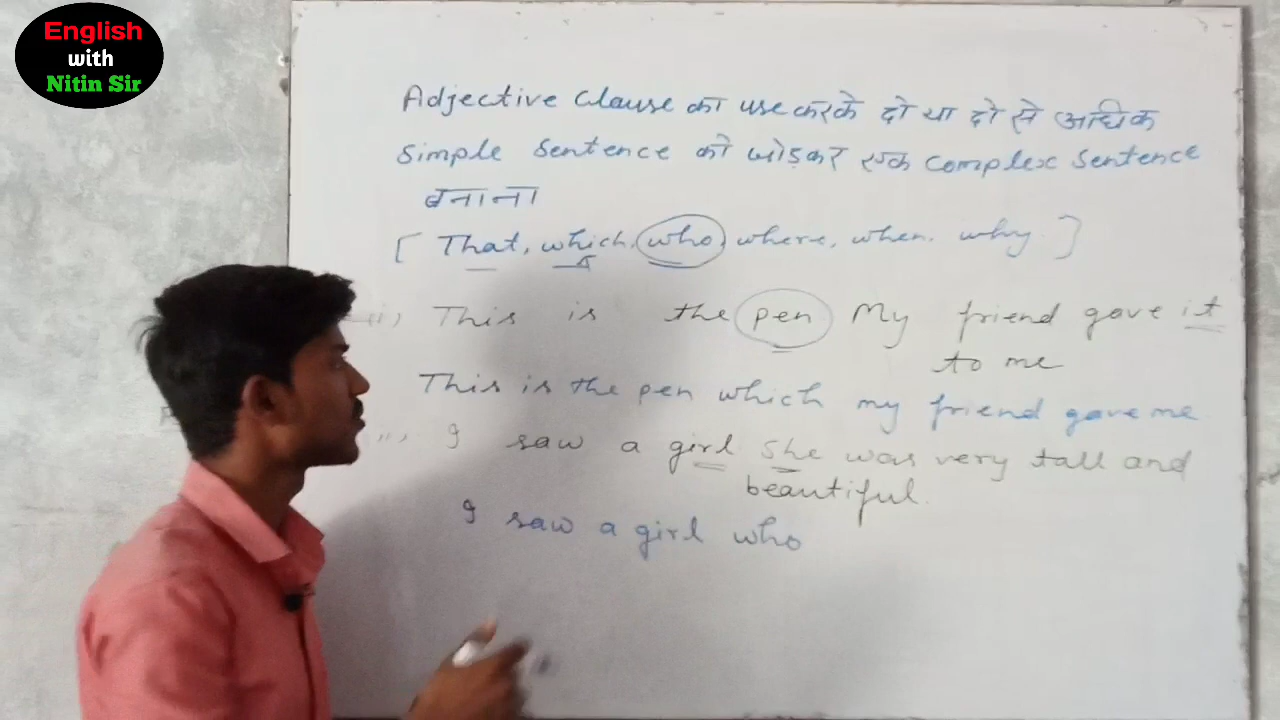 English
with
Nitin Sir
Adjective Clause का use करके दो या दो से अधिक
Simple Sentence को जोड़कर एक Complex Sentence
बनाना
[ That, which, who, where, when. why. ]
(i) This is the pen My friend gave it
to me
This is the pen which my friend gave me
(ii) I saw a girl she was very tall and
beautiful.
I saw a girl who